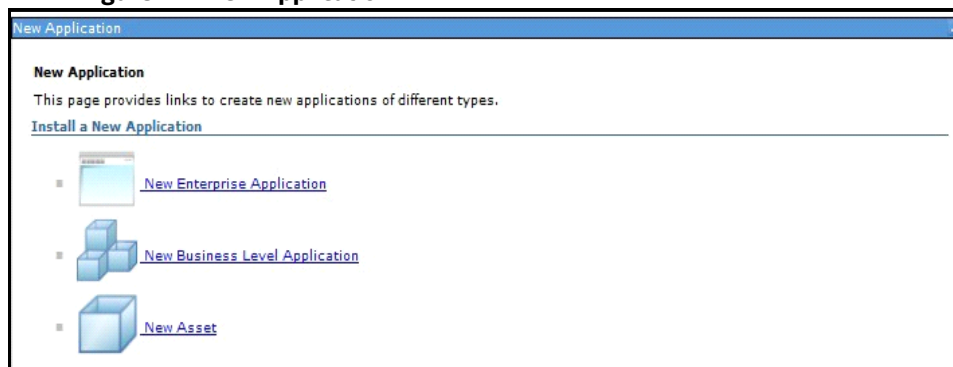 New Application
New Application
This page provides links to create new applications of different types.
Install a New Application
New Enterprise Application
New Business Level Application
New Asset